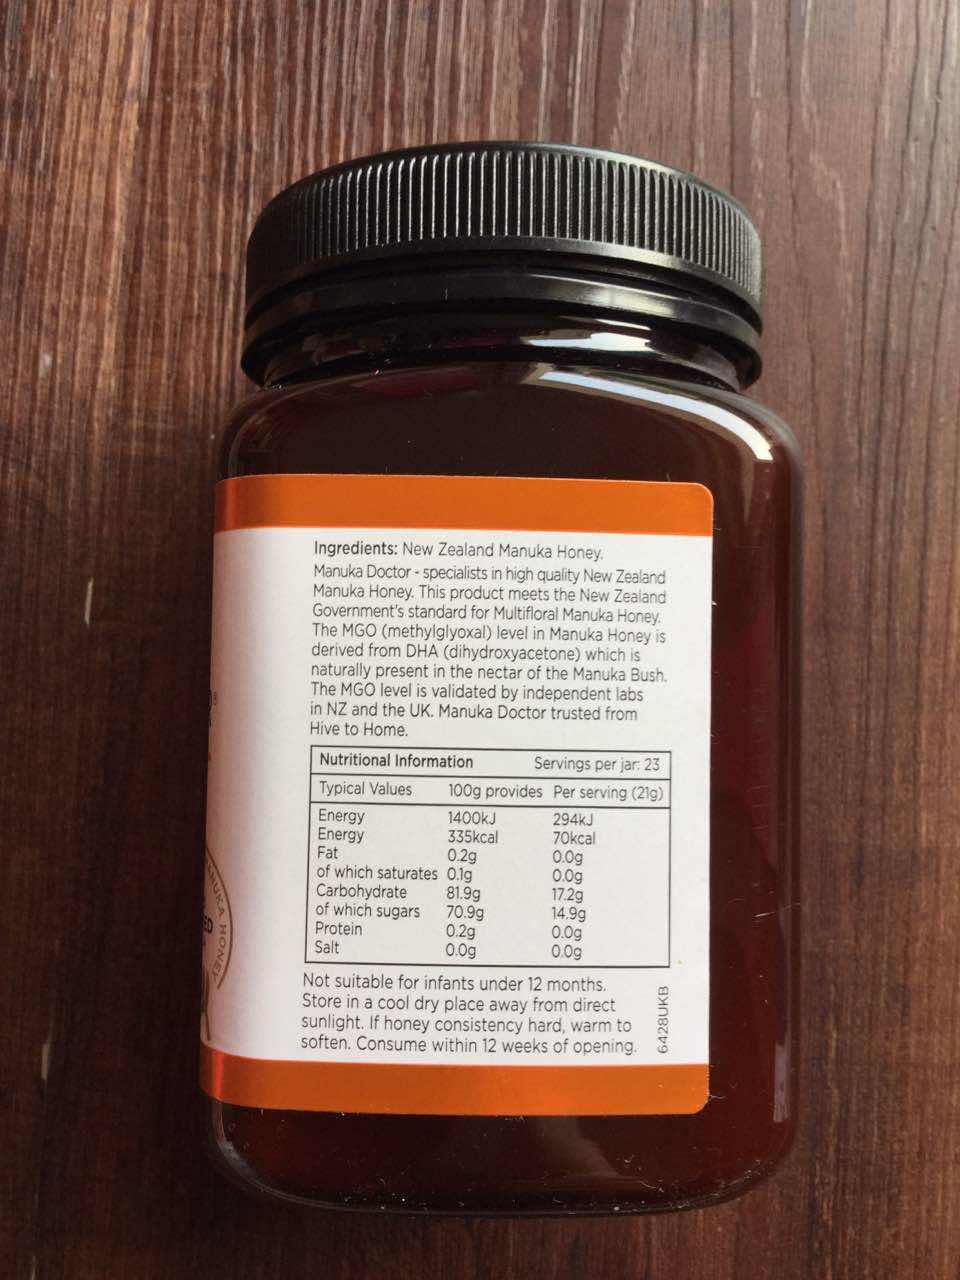 Ingredients: New Zealand Manuka Honey.
Manuka Doctor - specialists in high quality New Zealand
Manuka Honey. This product meets the New Zealand
Government's standard for Multifloral Manuka Honey.
The MGO (methylglyoxal) level in Manuka Honey is
derived from DHA (dihydroxyacetone) which is
naturally present in the nectar of the Manuka Bush.
The MGO level is validated by independent labs
in NZ and the UK. Manuka Doctor trusted from
Hive to Home.
Nutritional Information Servings per jar: 23
Typical Values 100g provides Per serving (21g)
Energy 1400kJ 294kJ
Energy 335kcal 70kcal
Fat 0.2g 0.0g
of which saturates 0.1g 0.0g
Carbohydrate 81.9g 17.2g
of which sugars 70.9g 14.9g
Protein 0.2g 0.0g
Salt 0.0g 0.0g
Not suitable for infants under 12 months.
Store in a cool dry place away from direct
sunlight. If honey consistency hard, warm to
soften. Consume within 12 weeks of opening.
6428UKB
HONEY